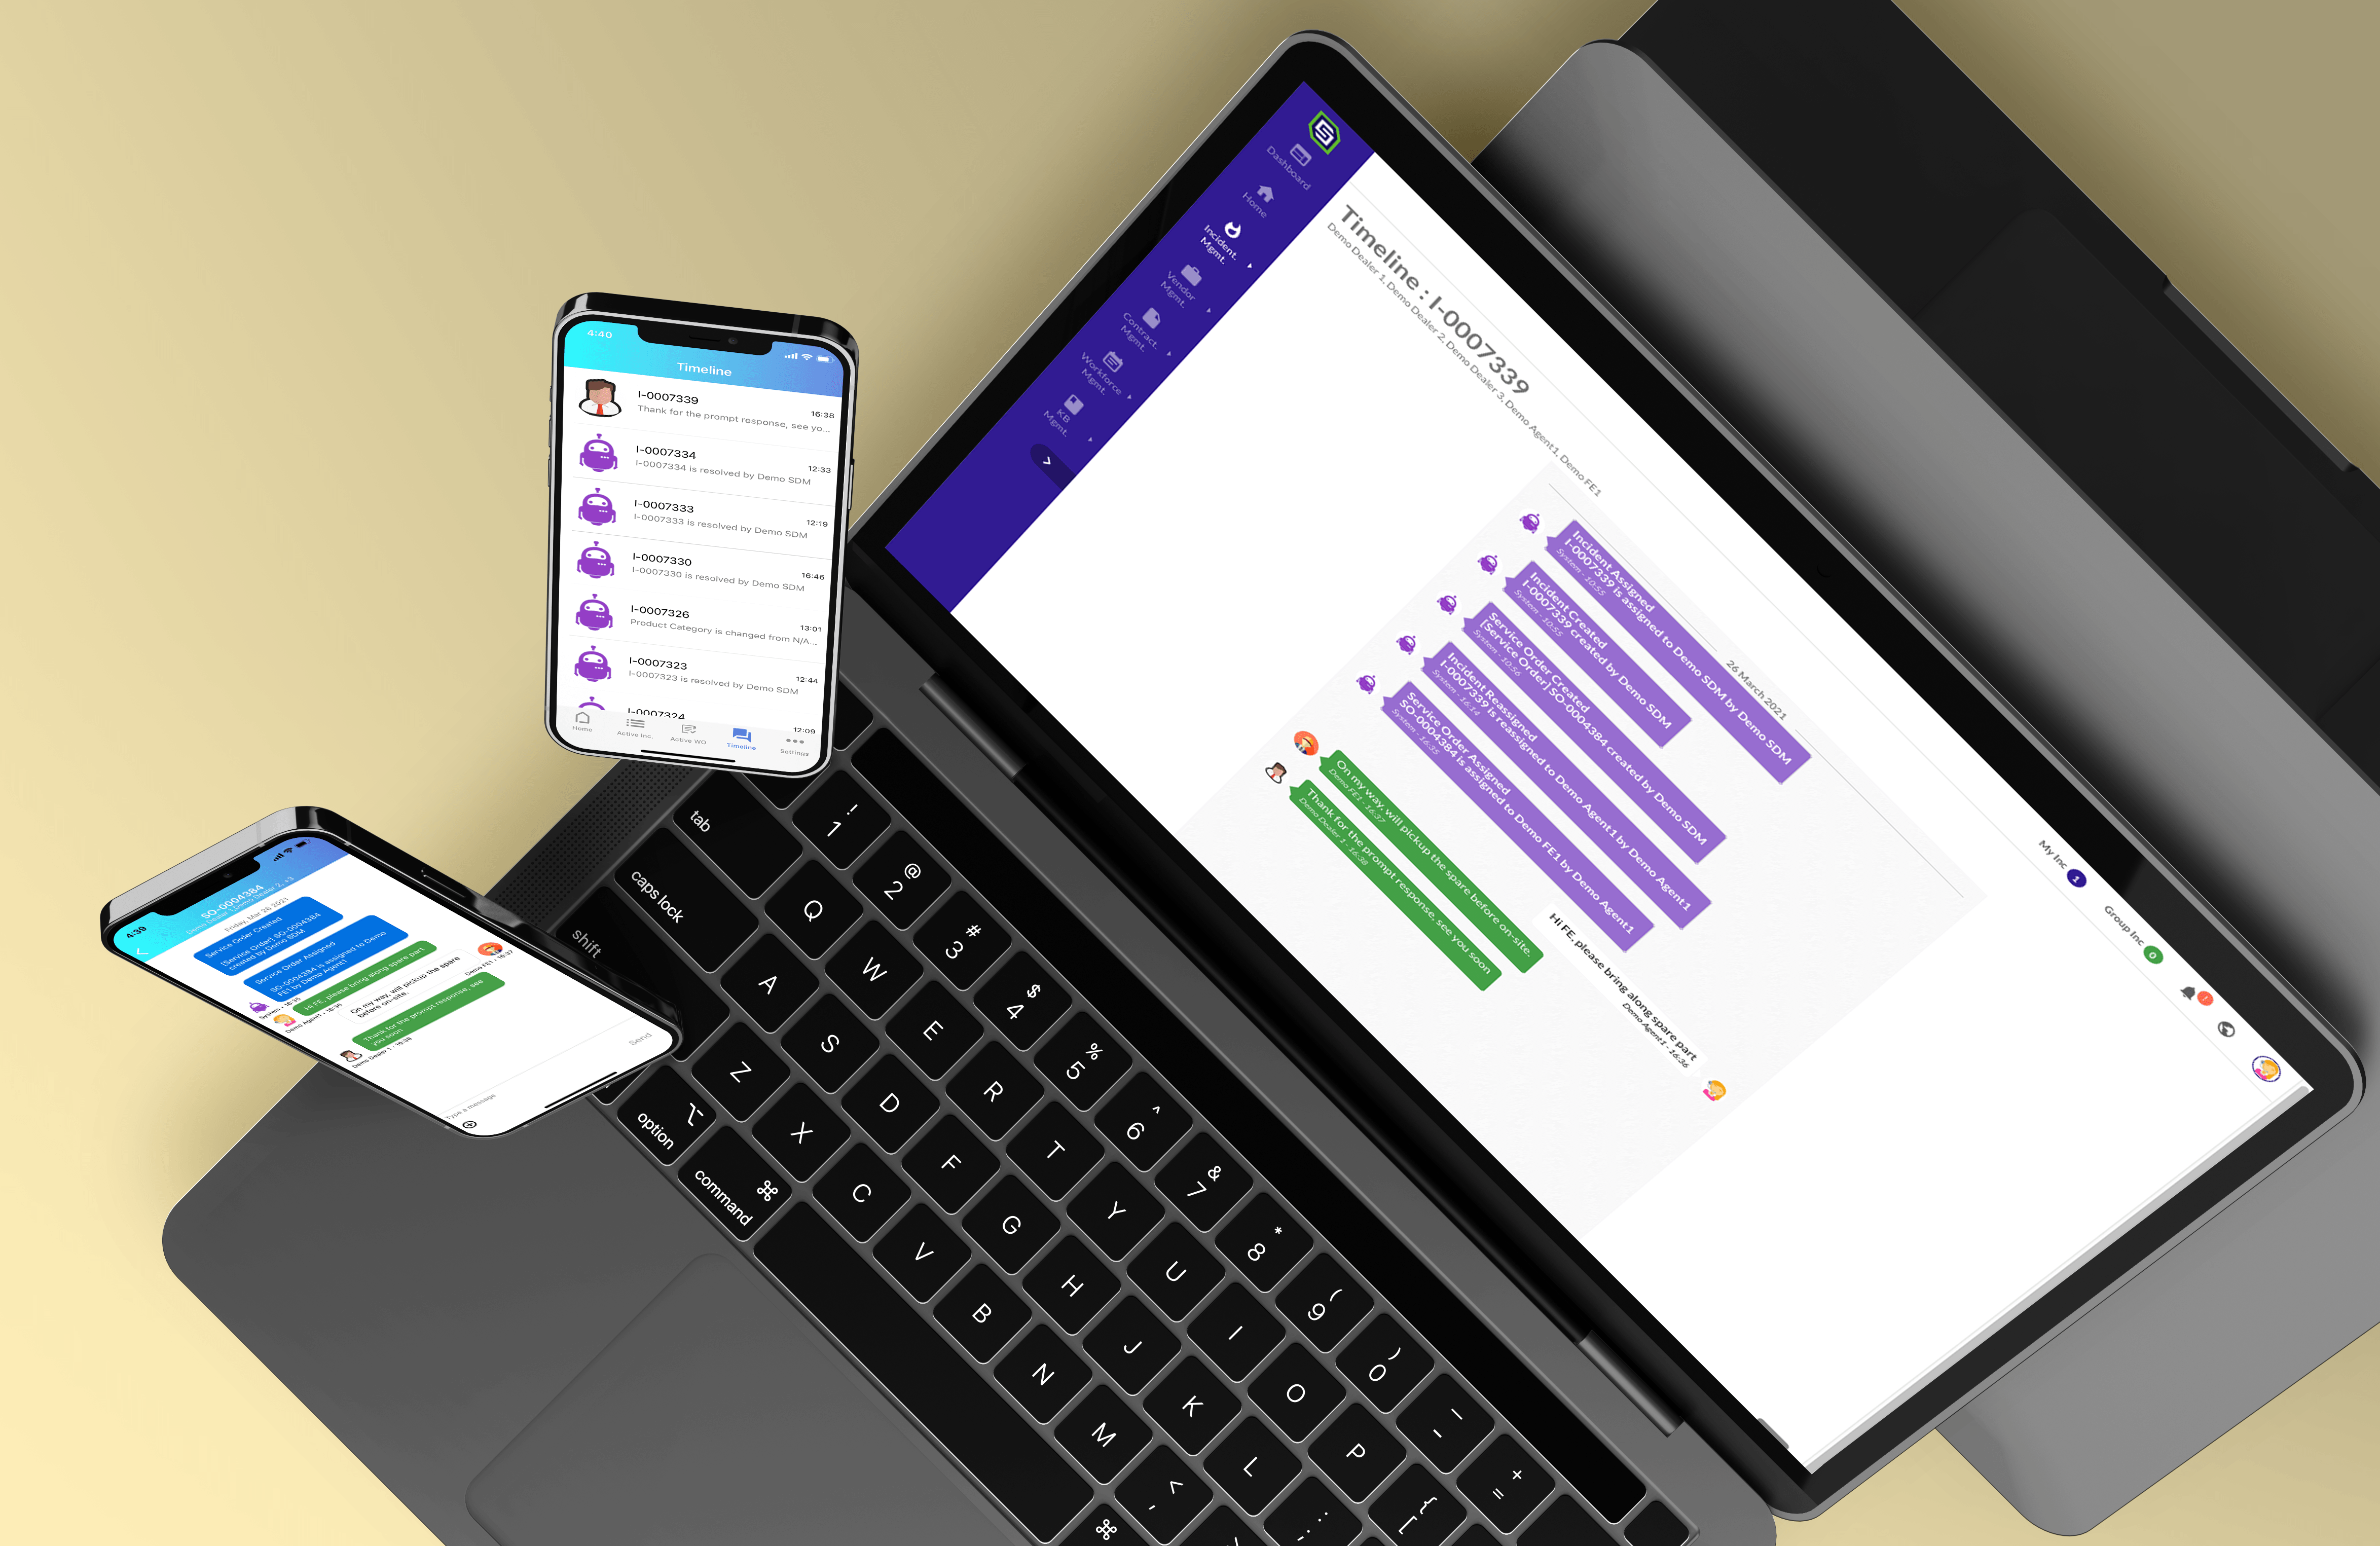 4:40
Timeline
I-0007339
16:38
Thank for the prompt response, see yo...
I-0007334
12:33
I-0007334 is resolved by Demo SDM
I-0007333
12:19
I-0007333 is resolved by Demo SDM
I-0007330
16:46
I-0007330 is resolved by Demo SDM
I-0007326
13:01
Product Category is changed from N/A...
I-0007323
12:44
I-0007323 is resolved by Demo SDM
I-0007324
12:09
Home
Active Inc.
Active WO
Timeline
Settings
4:39
SO-0004384
Friday, Mar 26 2021
Service Order Created
[Service Order] SO-0004384
created by Demo SDM
Service Order Assigned
SO-0004384 is assigned to Demo
FE1 by Demo Agent1
System - 16:35
Hi FE, please bring along spare part
Demo Agent1 - 16:36
On my way, will pickup the spare
before on-site.
Demo FE1 - 16:37
Thank for the prompt response, see
you soon
Demo Dealer 1 - 16:38
Type a message
Send
Dashboard
Home
Incident.
Mgmt.
Vendor
Mgmt.
Contract.
Mgmt.
Workforce
Mgmt.
KB
Mgmt.
My Inc 1
Group Inc 0
Timeline : I-0007339
Demo Dealer 1, Demo Dealer 2, Demo Dealer 3, Demo Agent1, Demo FE1
26 March 2021
Incident Assigned
I-0007339 is assigned to Demo SDM by Demo SDM
System - 10:55
Incident Created
I-0007339 created by Demo SDM
System - 10:55
Service Order Created
[Service Order] SO-0004384 created by Demo SDM
System - 10:56
Incident Reassigned
I-0007339 is reassigned to Demo Agent1 by Demo Agent1
System - 16:14
Service Order Assigned
SO-0004384 is assigned to Demo FE1 by Demo Agent1
System - 16:35
Hi FE, please bring along spare part
Demo Agent1 - 16:36
On my way, will pickup the spare before on-site.
Demo FE1 - 16:37
Thank for the prompt response, see you soon
Demo Dealer 1 - 16:38
! 1 @ 2 # 3 $ 4 % 5 ^ 6 & 7 * 8 ( 9 ) 0 _ - + =
tab Q W E R T Y U I O P { [
caps lock A S D F G H J K L : ;
shift Z X C V B N M < ,
option ⌥ command ⌘ ⌘